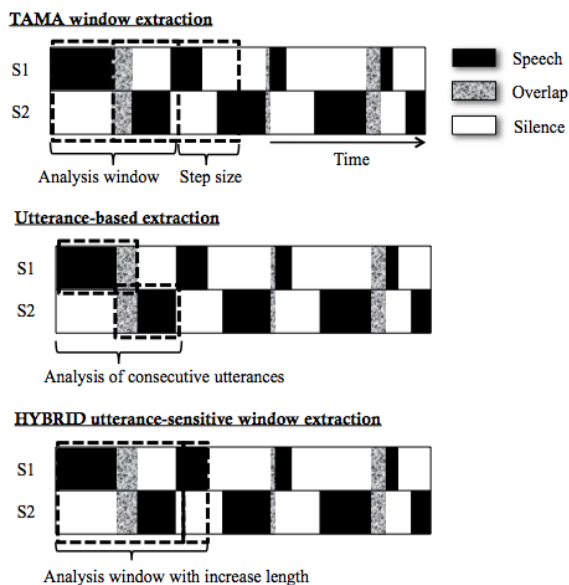 TAMA window extraction
S1
S2
Speech
Overlap
Silence
Analysis window
Step size
Time
Utterance-based extraction
S1
S2
Analysis of consecutive utterances
HYBRID utterance-sensitive window extraction
S1
S2
Analysis window with increase length